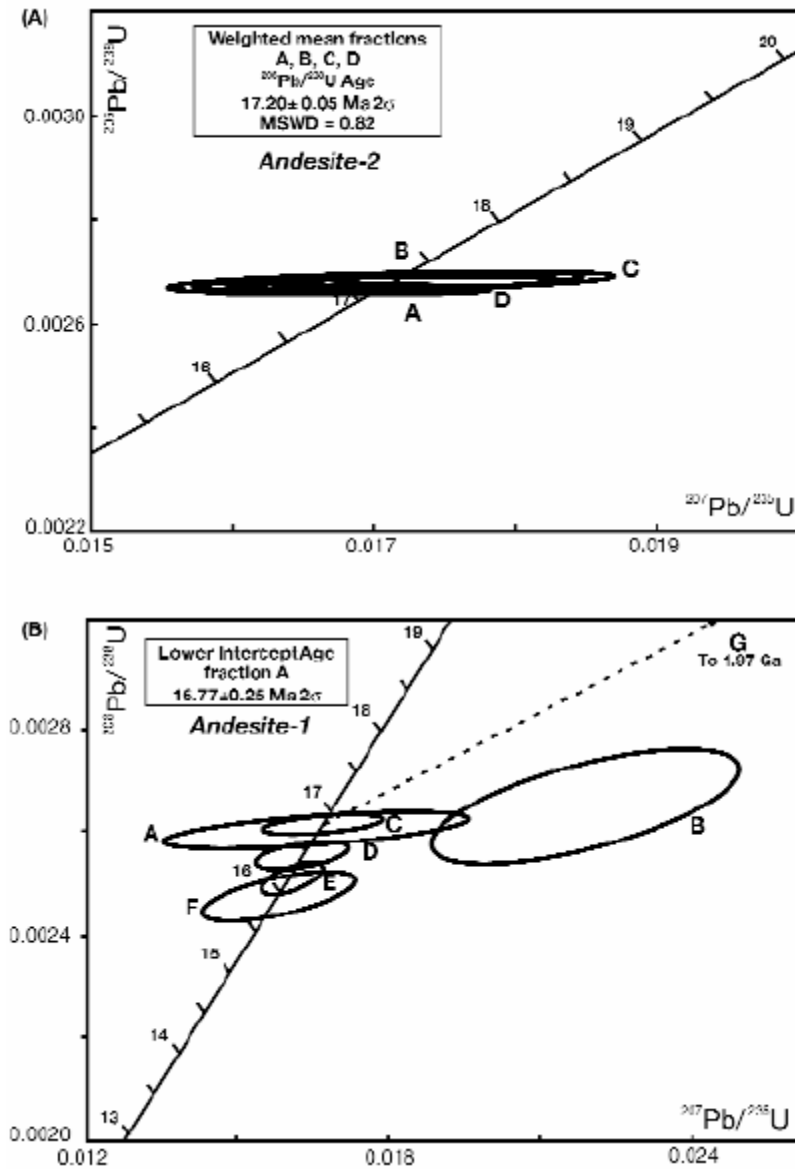 (A)
Weighted mean fractions
A, B, C, D
²⁰⁶Pb/²³⁸U Age
17.20± 0.05 Ma 2σ
MSWD = 0.82
Andesite-2
Pb/ U
0.0030
0.0026
0.0022
20
19
18
17
16
B
C
D
A
²⁰⁷Pb/²³⁵U
0.015
0.017
0.019
(B)
Lower Intercept Age
fraction A
16.77±0.25 Ma 2σ
Andesite-1
Pb/ U
0.0028
0.0024
0.0020
19
18
17
16
15
14
13
G
To 1.97 Ga
A
C
B
D
E
F
²⁰⁷Pb/ U
0.012
0.018
0.024